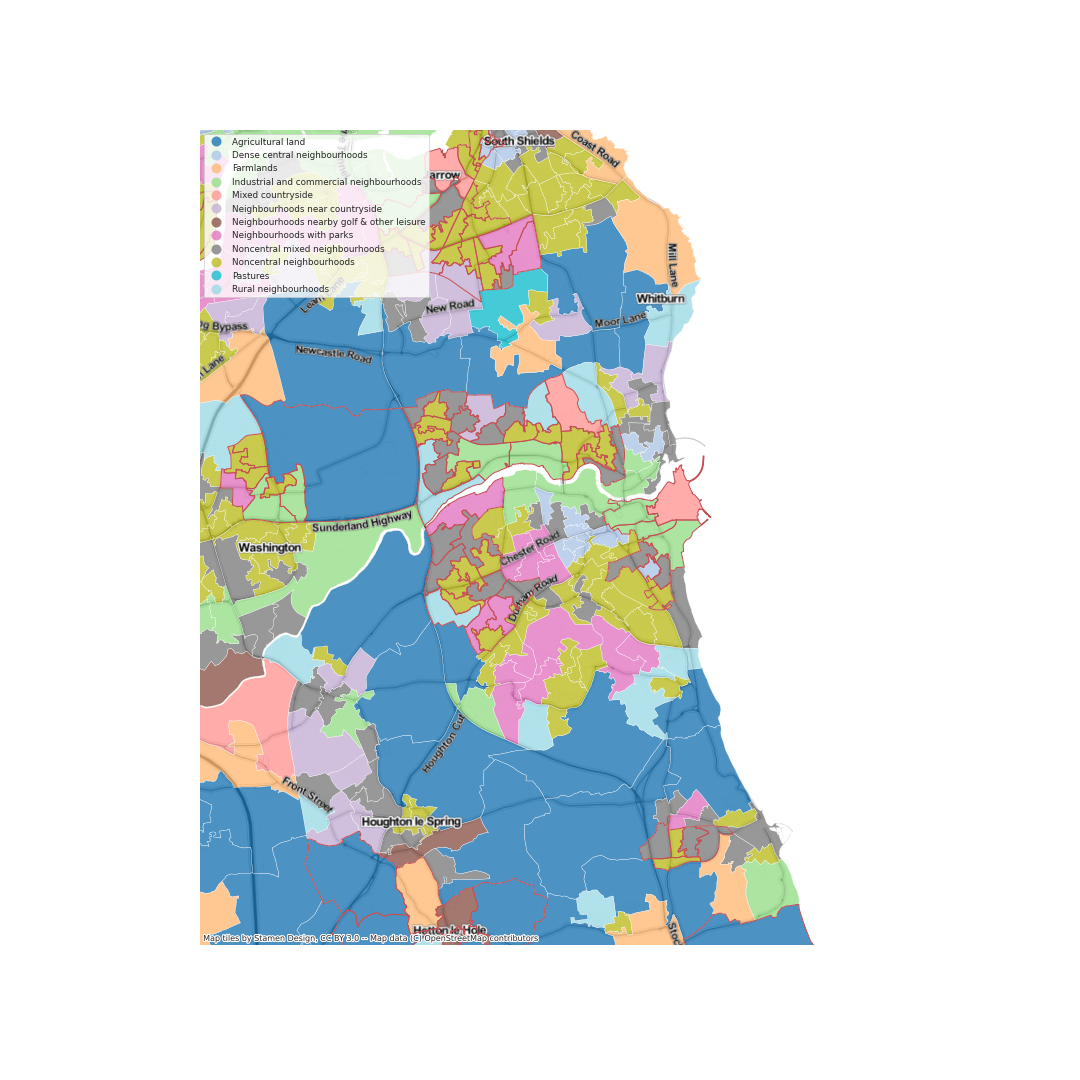 South Shields
Coast Road
Agricultural land
Dense central neighbourhoods
Farmlands
Industrial and commercial neighbourhoods
Mixed countryside
Neighbourhoods near countryside
Neighbourhoods nearby golf & other leisure
Neighbourhoods with parks
Noncentral mixed neighbourhoods
Noncentral neighbourhoods
Pastures
Rural neighbourhoods
arrow
Mill Lane
Whitburn
New Road
Moor Lane
Bypass
Newcastle Road
Lane
Sunderland Highway
Washington
Chester Road
Durham Road
Houghton Cut
Front Street
Houghton le Spring
Hetton le Hole
Stoc
Map tiles by Stamen Design, CC BY 3.0 -- Map data (C) OpenStreetMap contributors